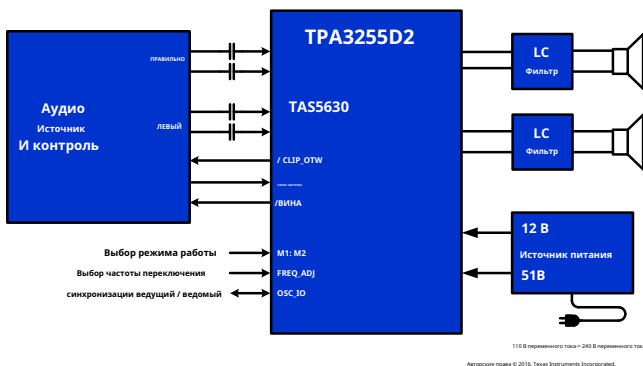 TPA3255D2
TAS5630
ПРАВИЛЬНО
Аудио
Источник
И контроль
ЛЕВЫЙ
/ CLIP_OTW
/ВИНА
M1: M2
FREQ_ADJ
OSC_IO
Выбор режима работы
Выбор частоты переключения
синхронизации ведущий / ведомый
LC
Фильтр
LC
Фильтр
12 В
Источник питания
51В
110 В переменного тока-> 240 В переменного ток
Авторские права © 2016, Texas Instruments Incorporated.